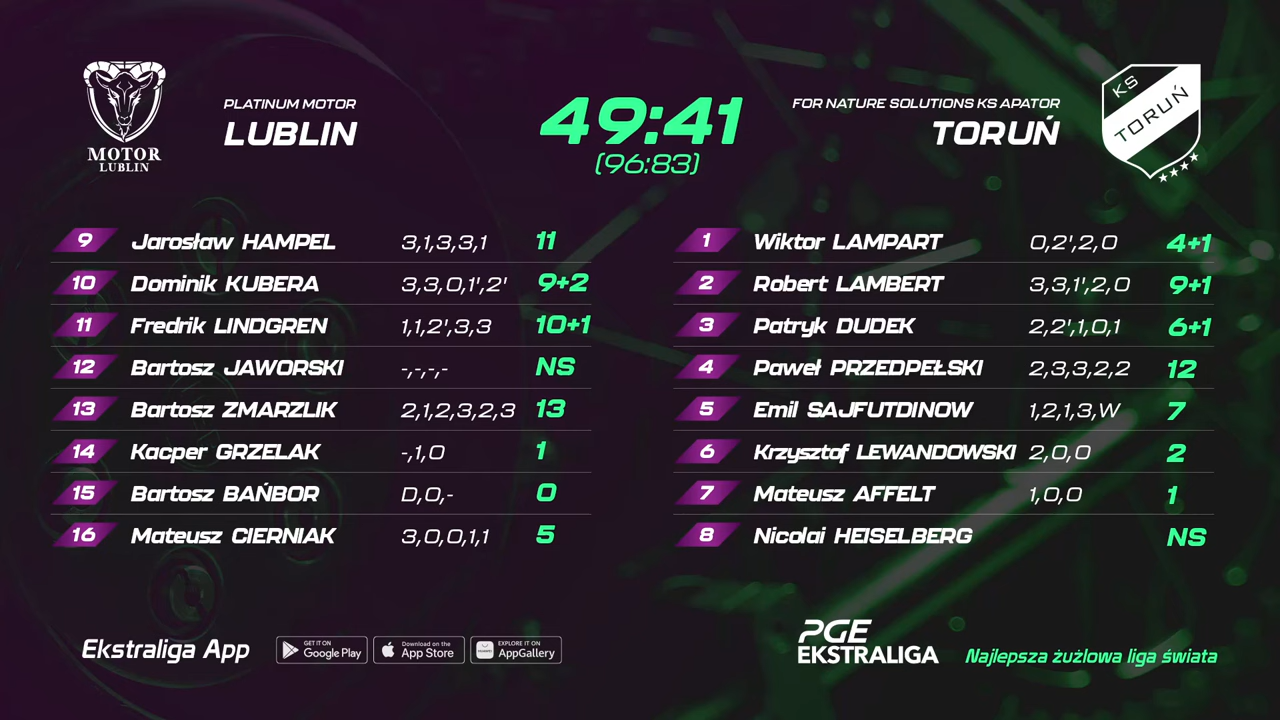 MOTOR
LUBLIN
PLATINUM MOTOR
LUBLIN
49:41
(96:83)
FOR NATURE SOLUTIONS KS APATOR
TORUŃ
KS
TORUŃ
9 Jarosław HAMPEL 3,1,3,3,1 11
10 Dominik KUBERA 3,3,0,1',2' 9+2
11 Fredrik LINDGREN 1,1,2',3,3 10+1
12 Bartosz JAWORSKI -,-,-,- NS
13 Bartosz ZMARZLIK 2,1,2,3,2,3 13
14 Kacper GRZELAK -,1,0 1
15 Bartosz BAŃBOR D,0,- 0
16 Mateusz CIERNIAK 3,0,0,1,1 5
1 Wiktor LAMPART 0,2',2,0 4+1
2 Robert LAMBERT 3,3,1',2,0 9+1
3 Patryk DUDEK 2,2',1,0,1 6+1
4 Paweł PRZEDPEŁSKI 2,3,3,2,2 12
5 Emil SAJFUTDINOW 1,2,1,3,W 7
6 Krzysztof LEWANDOWSKI 2,0,0 2
7 Mateusz AFFELT 1,0,0 1
8 Nicolai HEISELBERG NS
Ekstraliga App
GET IT ON
Google Play
Download on the
App Store
EXPLORE IT ON
AppGallery
PGE
EKSTRALIGA
Najlepsza żużlowa liga świata